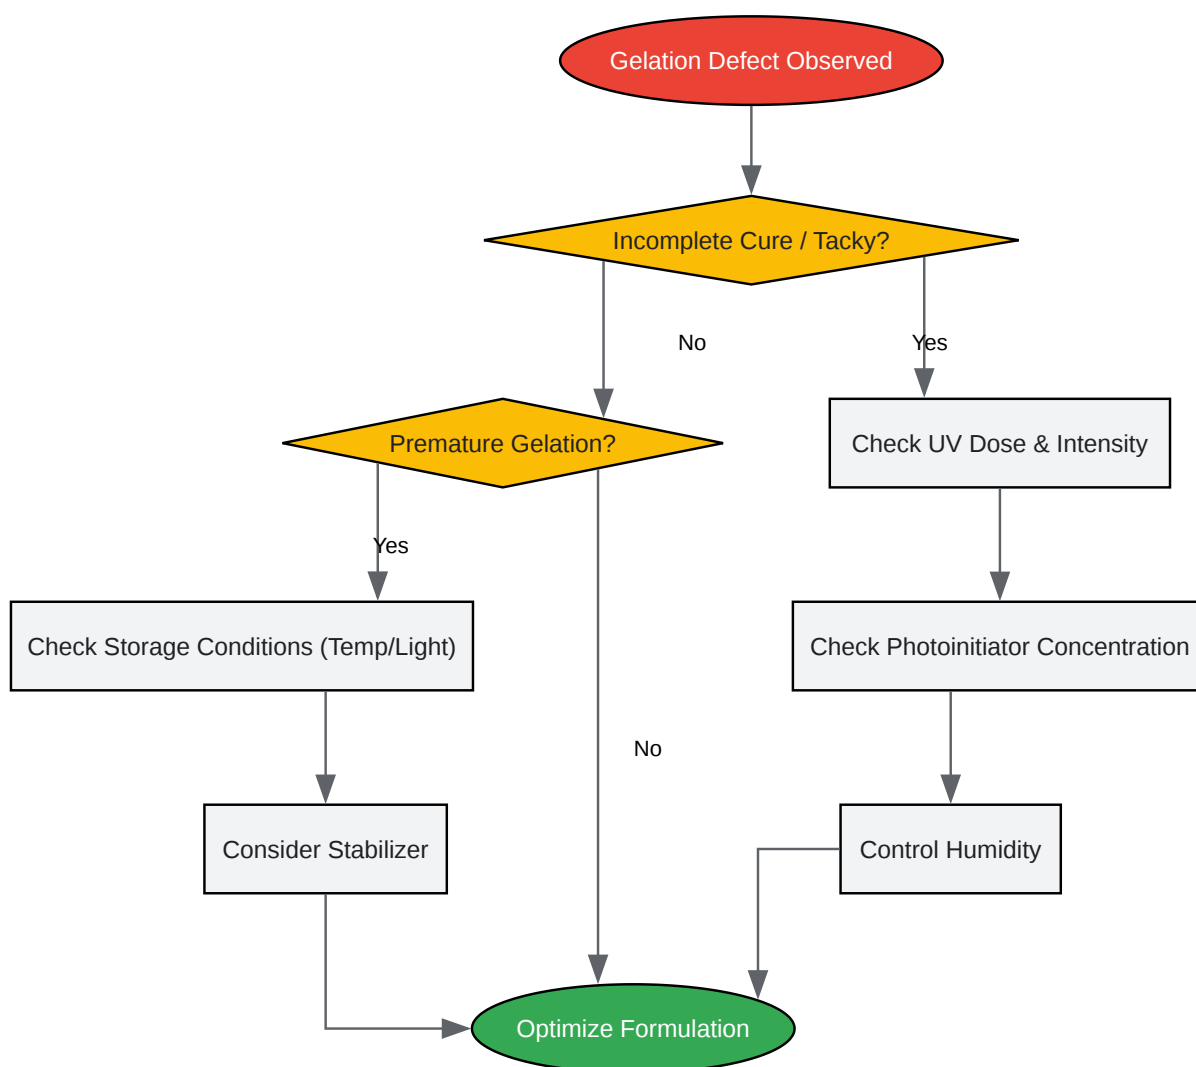 Gelation Defect Observed
Incomplete Cure / Tacky?
No
Yes
Premature Gelation?
Check UV Dose & Intensity
Yes
Check Storage Conditions (Temp/Light)
Check Photoinitiator Concentration
No
Consider Stabilizer
Control Humidity
Optimize Formulation